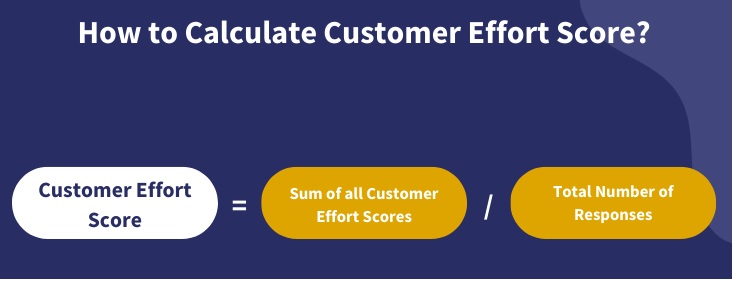 How to Calculate Customer Effort Score?
Customer Effort
Score
=
Sum of all Customer
Effort Scores
/
Total Number of
Responses